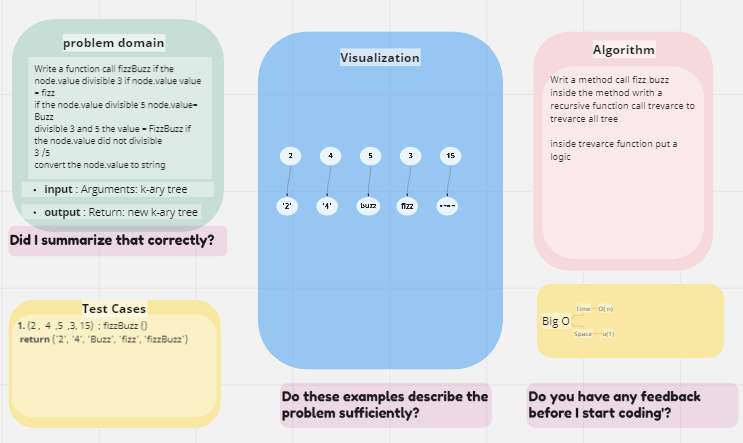 problem domain
Write a function call fizzBuzz if the
node.value divisible 3 if node.value value
= fizz
if the node.value divisible 5 node.value=
Buzz
divisible 3 and 5 the value = FizzBuzz if
the node.value did not divisible
3 /5
convert the node.value to string
• input : Arguments: k-ary tree
• output : Return: new k-ary tree
Did I summarize that correctly?
Test Cases
1. (2 , 4 ,5 ,3, 15) ; fizzBuzz ()
return ('2', '4', 'Buzz', 'fizz', 'fizzBuzz')
Visualization
2 4 5 3 15
'2' '4' buzz fizz
Do these examples describe the
problem sufficiently?
Algorithm
Writ a method call fizz buzz
inside the method writh a
recursive function call trevarce to
trevarce all tree
inside trevarce function put a
logic
Big O
Time O( n)
Space o(1)
Do you have any feedback
before I start coding'?